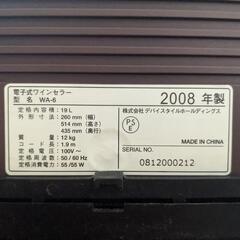 電子式ワインセラー
型 名 WA-6
定格内容積：19L
外形寸法：260 mm（幅）
514 mm（高さ）
435 mm（奥行）
質量：12 kg
コード長：1.9 m
定格電圧：100V～
定格周波数：50 / 60 Hz
定格消費電力：55/55 W
2008 年製
株式会社デバイスタイルホールディングス
PS
E
MADE IN CHINA
SERIAL NO.
0812000212